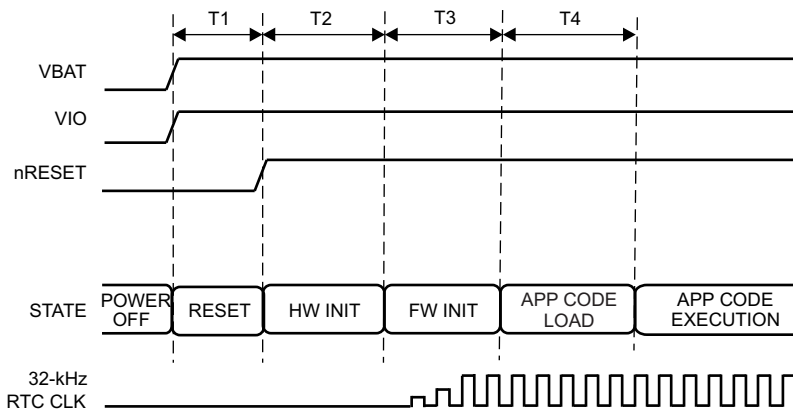 T1 T2 T3 T4
VBAT
VIO
nRESET
STATE
POWER
OFF
RESET
HW INIT
FW INIT
APP CODE
LOAD
APP CODE
EXECUTION
32-kHz
RTC CLK